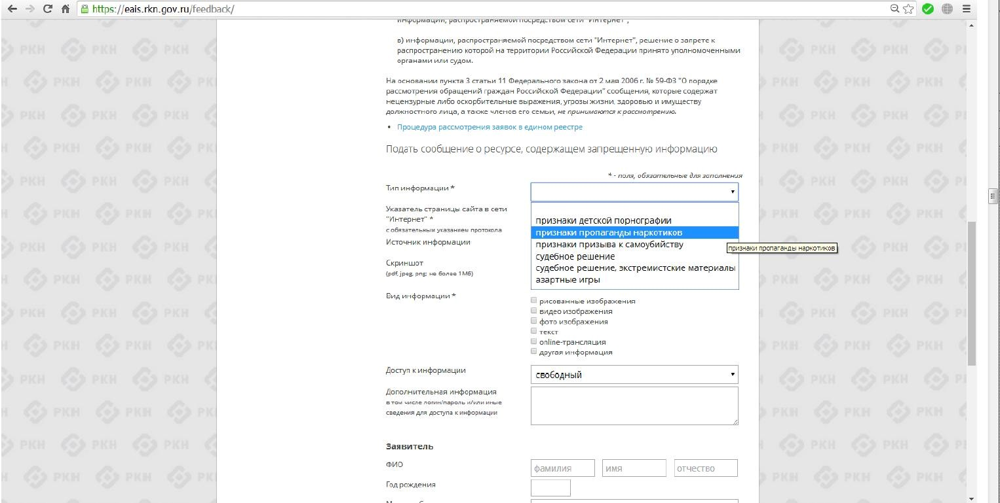 https://eais.rkn.gov.ru/feedback/
информации, распространяемой посредством сети "Интернет";
в) информации, распространяемой посредством сети "Интернет", решение о запрете к
распространению которой на территории Российской Федерации принято уполномоченными
органами или судом.
На основании пункта 3 статьи 11 Федерального закона от 2 мая 2006 г. № 59-ФЗ "О порядке
рассмотрения обращений граждан Российской Федерации" сообщения, которые содержат
нецензурные либо оскорбительные выражения, угрозы жизни, здоровью и имуществу
должностного лица, а также членов его семьи, не принимаются к рассмотрению.
• Процедура рассмотрения заявок в едином реестре
Подать сообщение о ресурсе, содержащем запрещенную информацию
* - поля, обязательные для заполнения
Тип информации *
Указатель страницы сайта в сети
"Интернет" *
с обязательным указанием протокола
признаки детской порнографии
признаки пропаганды наркотиков
признаки призыва к самоубийству
судебное решение
судебное решение, экстремистские материалы
азартные игры
признаки пропаганды наркотиков
Источник информации
Скриншот
(pdf, jpeg, png; не более 1Мб)
Вид информации *
рисованные изображения
видео изображения
фото изображения
текст
online-трансляция
другая информация
Доступ к информации
свободный
Дополнительная информация
в том числе логин/пароль и/или иные
сведения для доступа к информации
Заявитель
ФИО
фамилия
имя
отчество
Год рождения
РКН